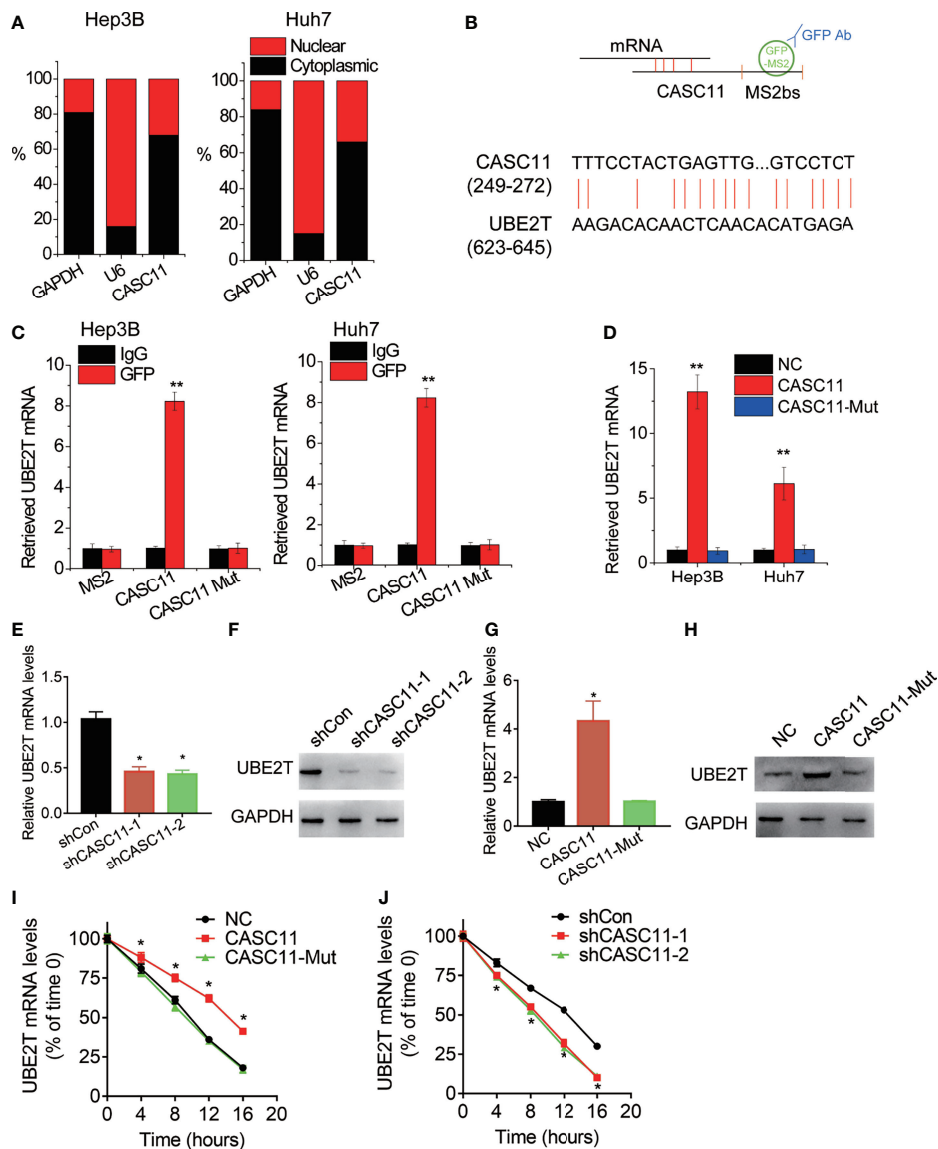 A
Hep3B
Huh7
Nuclear
Cytoplasmic
100
80
60
%
40
20
0
GAPDH
U6
CASC11
100
80
60
%
40
20
0
GAPDH
U6
CASC11
B
mRNA
GFP
-MS2
GFP Ab
CASC11
MS2bs
CASC11
(249-272)
TTTCCTACTGAGTTG...GTCCTCT
UBE2T
(623-645)
AAGACACAACTCAACACATGAGA
C
Hep3B
IgG
GFP
Retrieved UBE2T mRNA
10
8
6
4
2
0
**
MS2
CASC11
CASC11 Mut
Huh7
IgG
GFP
Retrieved UBE2T mRNA
10
8
6
4
2
0
**
MS2
CASC11
CASC11 Mut
D
NC
CASC11
CASC11-Mut
Retrieved UBE2T mRNA
15
10
5
0
**
**
Hep3B
Huh7
E
Relative UBE2T mRNA levels
1.5
1.0
0.5
0.0
*
*
shCon
shCASC11-1
shCASC11-2
F
shCon
shCASC11-1
shCASC11-2
UBE2T
GAPDH
G
Relative UBE2T mRNA levels
6
4
2
0
*
NC
CASC11
CASC11-Mut
H
NC
CASC11
CASC11-Mut
UBE2T
GAPDH
I
NC
CASC11
CASC11-Mut
UBE2T mRNA levels
(% of time 0)
100
75
50
25
0
*
*
*
*
0 4 8 12 16 20
Time (hours)
J
shCon
shCASC11-1
shCASC11-2
UBE2T mRNA levels
(% of time 0)
100
75
50
25
0
*
*
*
*
0 4 8 12 16 20
Time (hours)